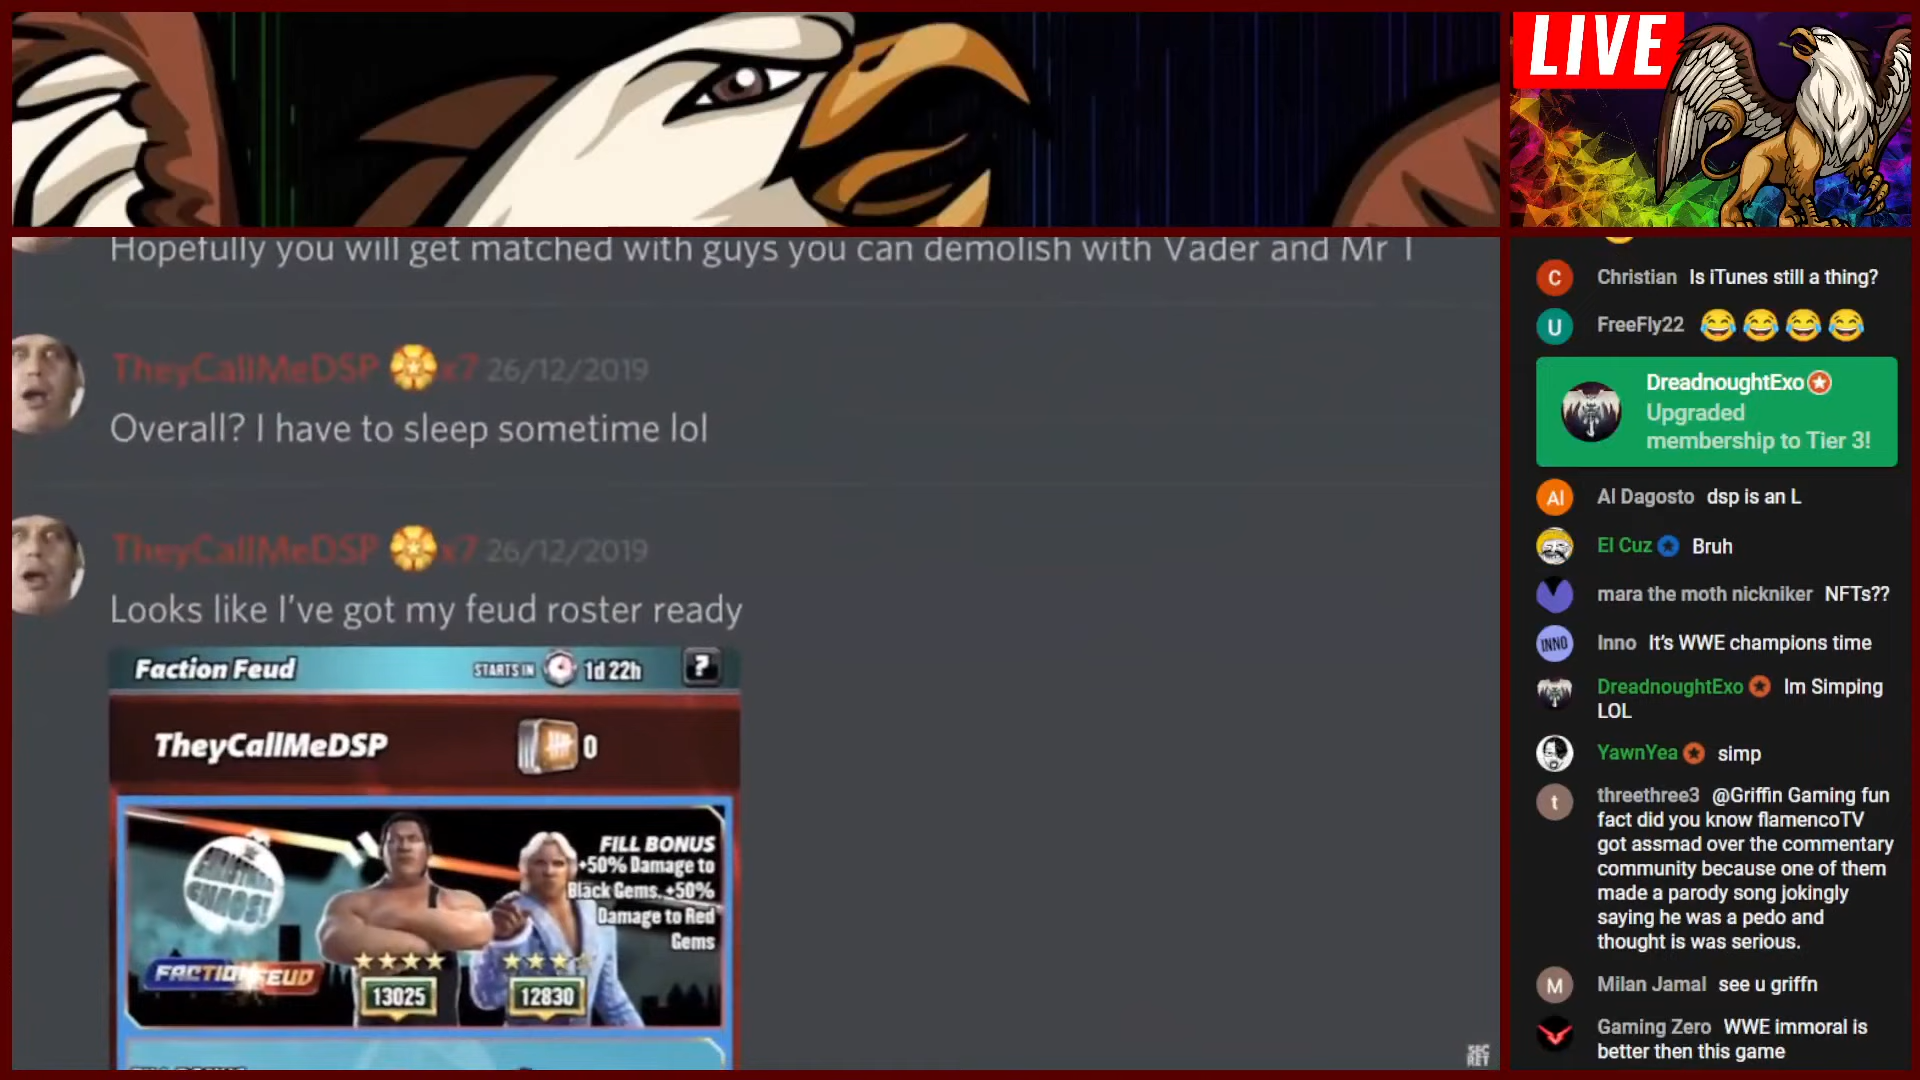 LIVE
Hopefully you will get matched with guys you can demolish with Vader and Mr T
TheyCallMeDSP x7 26/12/2019
Overall? I have to sleep sometime lol
TheyCallMeDSP x7 26/12/2019
Looks like I've got my feud roster ready
Faction Feud STARTS IN 1d 22h ?
TheyCallMeDSP 0
FILL BONUS
+50% Damage to
Black Gems. +50%
Damage to Red
Gems
CHAOS!
FACTION FEUD
13025 12830
SEC
RET
C Christian Is iTunes still a thing?
U FreeFly22 😂😂😂😂
DreadnoughtExo
Upgraded
membership to Tier 3!
Al Al Dagosto dsp is an L
El Cuz Bruh
mara the moth nickniker NFTs??
INNO Inno It's WWE champions time
DreadnoughtExo Im Simping
LOL
YawnYea simp
t threethree3 @Griffin Gaming fun
fact did you know flamencoTV
got assmad over the commentary
community because one of them
made a parody song jokingly
saying he was a pedo and
thought is was serious.
M Milan Jamal see u griffn
Gaming Zero WWE immoral is
better then this game